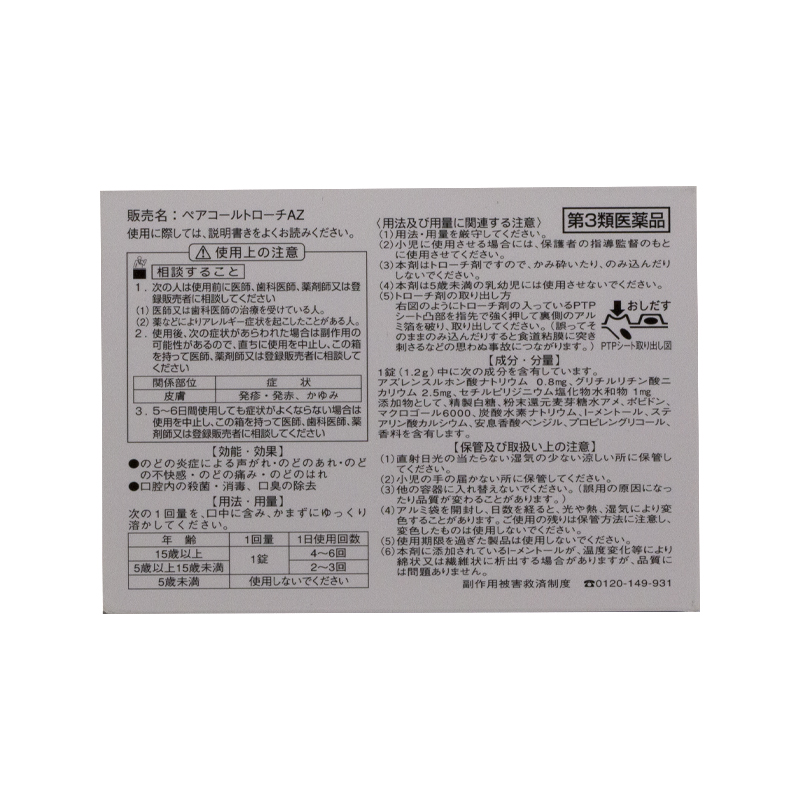 販売名：ペアコールトローチAZ
使用に際しては、説明書きをよくお読みください。
⚠使用上の注意
相談すること
1．次の人は使用前に医師、歯科医師、薬剤師又は登
録販売者に相談してください
(1) 医師又は歯科医師の治療を受けている人。
(2) 薬などによりアレルギー症状を起こしたことがある人。
2．使用後、次の症状があらわれた場合は副作用の
可能性があるので、直ちに使用を中止し、この箱
を持って医師、薬剤師又は登録販売者に相談して
ください
関係部位 症状
皮膚 発疹・発赤、かゆみ
3．5〜6日間使用しても症状がよくならない場合は
使用を中止し、この箱を持って医師、歯科医師、薬
剤師又は登録販売者に相談してください
【効能・効果】
●のどの炎症による声がれ・のどのあれ・のど
の不快感・のどの痛み・のどのはれ
●口腔内の殺菌・消毒、口臭の除去
【用法・用量】
次の1回量を、口中に含み、かまずにゆっくり
溶かしてください。
年齢 1回量 1日使用回数
15歳以上 1錠 4〜6回
5歳以上15歳未満 2〜3回
5歳未満 使用しないでください
第3類医薬品
〈用法及び用量に関連する注意〉
(1)用法・用量を厳守してください。
(2)小児に使用させる場合には、保護者の指導監督のもと
に使用させてください。
(3)本剤はトローチ剤ですので、かみ砕いたり、のみ込んだり
しないでください。
(4)本剤は5歳未満の乳幼児には使用させないでください。
(5)トローチ剤の取り出し方
右図のようにトローチ剤の入っているPTP
シート凸部を指先で強く押して裏側のアル
ミ箔を破り、取り出してください。（誤ってそ
のままのみ込んだりすると食道粘膜に突き
刺さるなどの思わぬ事故につながります。）
おしだす
PTPシート取り出し図
【成分・分量】
1錠（1.2g）中に次の成分を含有しています。
アズレンスルホン酸ナトリウム 0.8mg、グリチルリチン酸二
カリウム 2.5mg、セチルピリジニウム塩化物水和物 1mg
添加物として、精製白糖、粉末還元麦芽糖水アメ、ポビドン、
マクロゴール6000、炭酸水素ナトリウム、l-メントール、ステ
アリン酸カルシウム、安息香酸ベンジル、プロピレングリコール、
香料を含有します。
【保管及び取扱い上の注意】
(1)直射日光の当たらない湿気の少ない涼しい所に保管し
てください。
(2)小児の手の届かない所に保管してください。
(3)他の容器に入れ替えないでください。（誤用の原因になっ
たり品質が変わることがあります。）
(4)アルミ袋を開封し、日数を経ると、光や熱、湿気により変
色することがあります。ご使用の残りは保管方法に注意し、
変色したものは使用しないでください。
(5)使用期限を過ぎた製品は使用しないでください。
(6)本剤に添加されているl-メントールが、温度変化等により
綿状又は繊維状に析出する場合がありますが、品質に
は問題ありません。
副作用被害救済制度 ☎0120-149-931